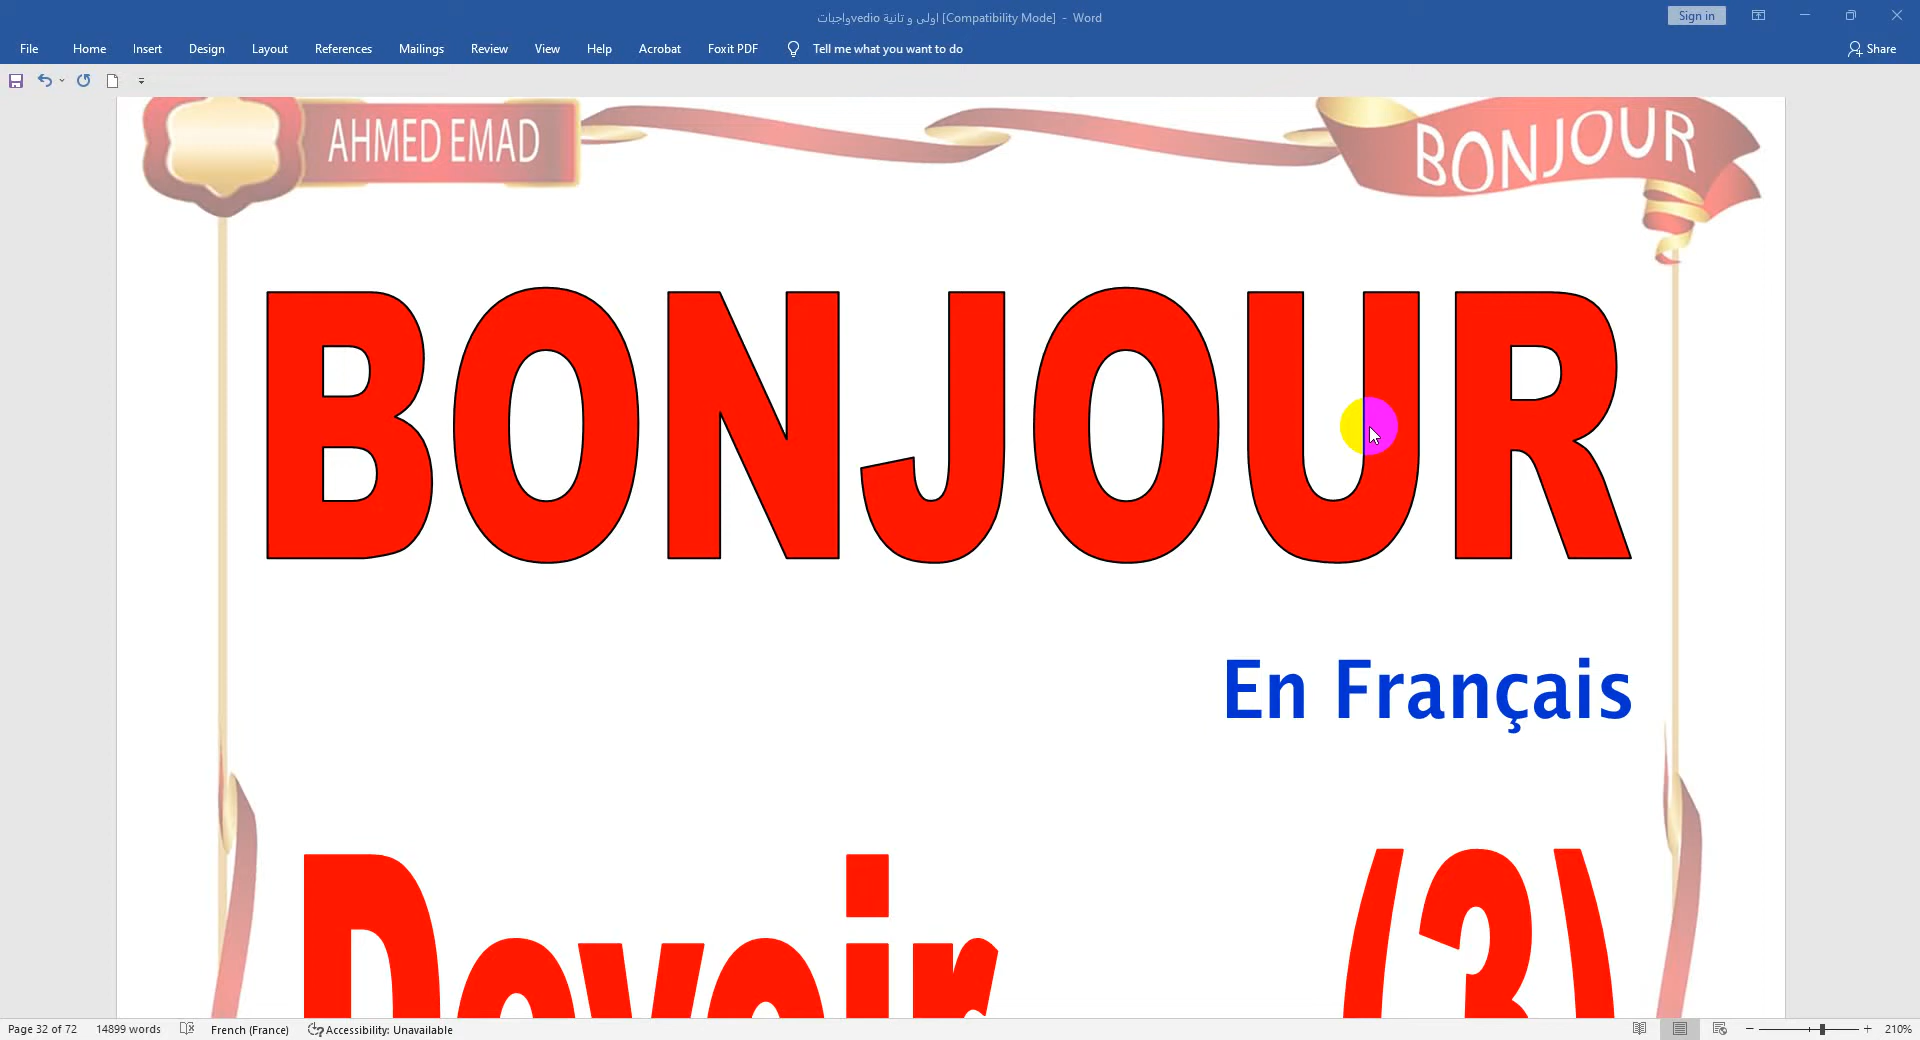 واجباتvedio اولى و تانية [Compatibility Mode] - Word
Sign in
File Home Insert Design Layout References Mailings Review View Help Acrobat Foxit PDF Tell me what you want to do Share
AHMED EMAD
BONJOUR
BONJOUR
En Français
Devoir (3)
Page 32 of 72 14899 words French (France) Accessibility: Unavailable 210%